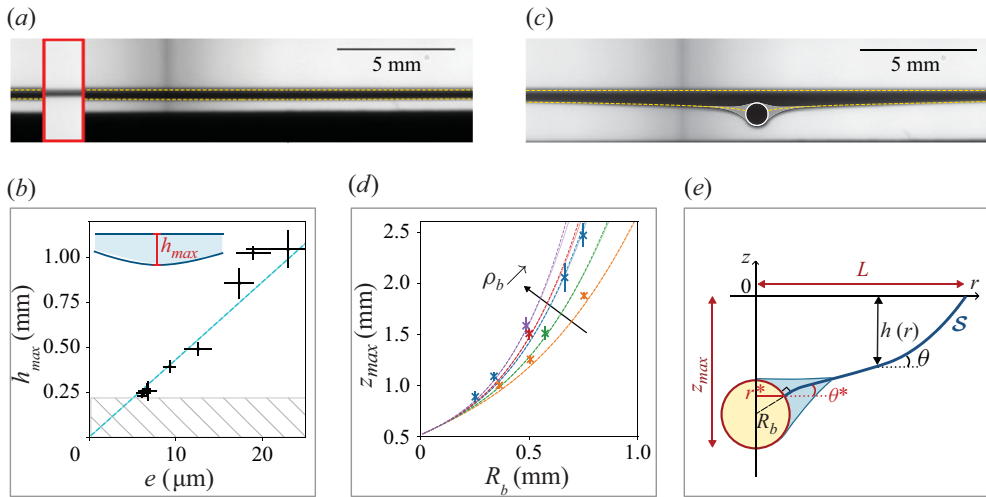 (a)
5 mm
(c)
5 mm
(b)
h_max (mm)
1.00
0.75
0.50
0.25
0
0 10 20
e (μm)
h_max
(d)
z_max (mm)
2.5
2.0
1.5
1.0
0.5
0 0.5 1.0
R_b (mm)
ρ_b ↗
(e)
z
0
L
r
h (r)
S
θ
z_max
r*
θ*
R_b